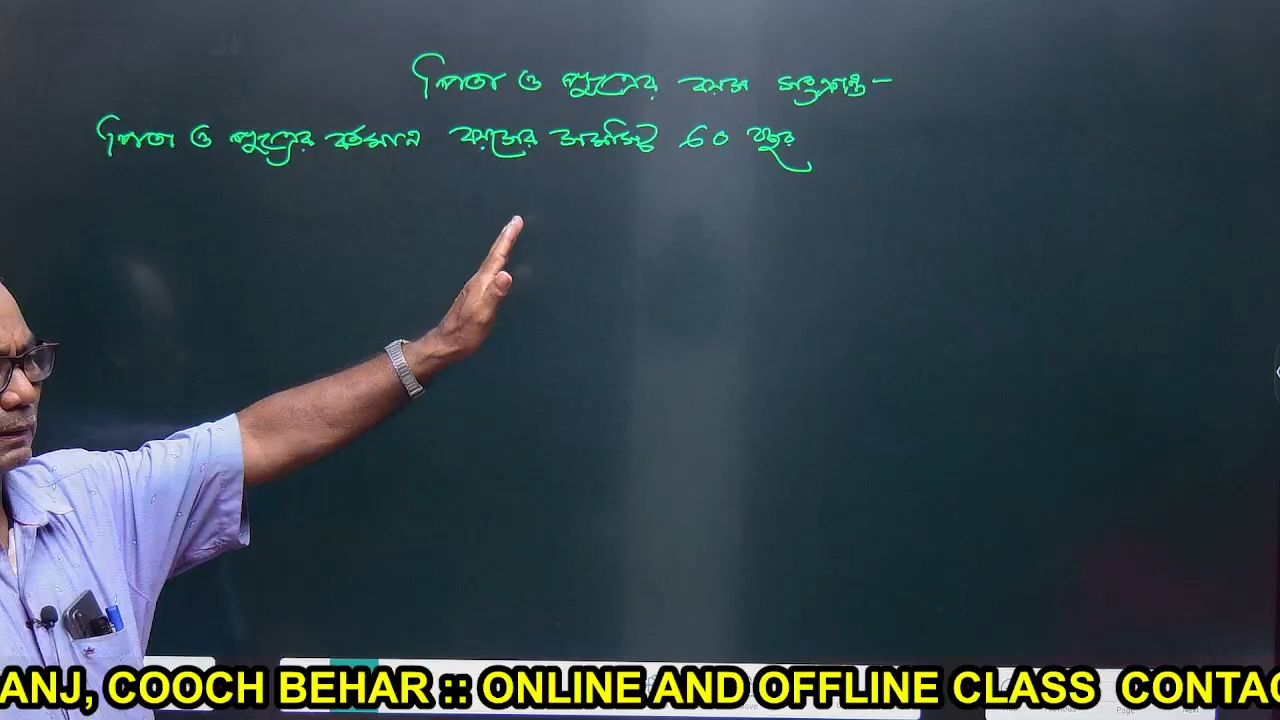 পিতা ও পুত্রের বয়স সংক্রান্ত -
পিতা ও পুত্রের বর্তমান বয়সের সমষ্টি 60 বছর
ANJ, COOCH BEHAR :: ONLINE AND OFFLINE CLASS CONTAC